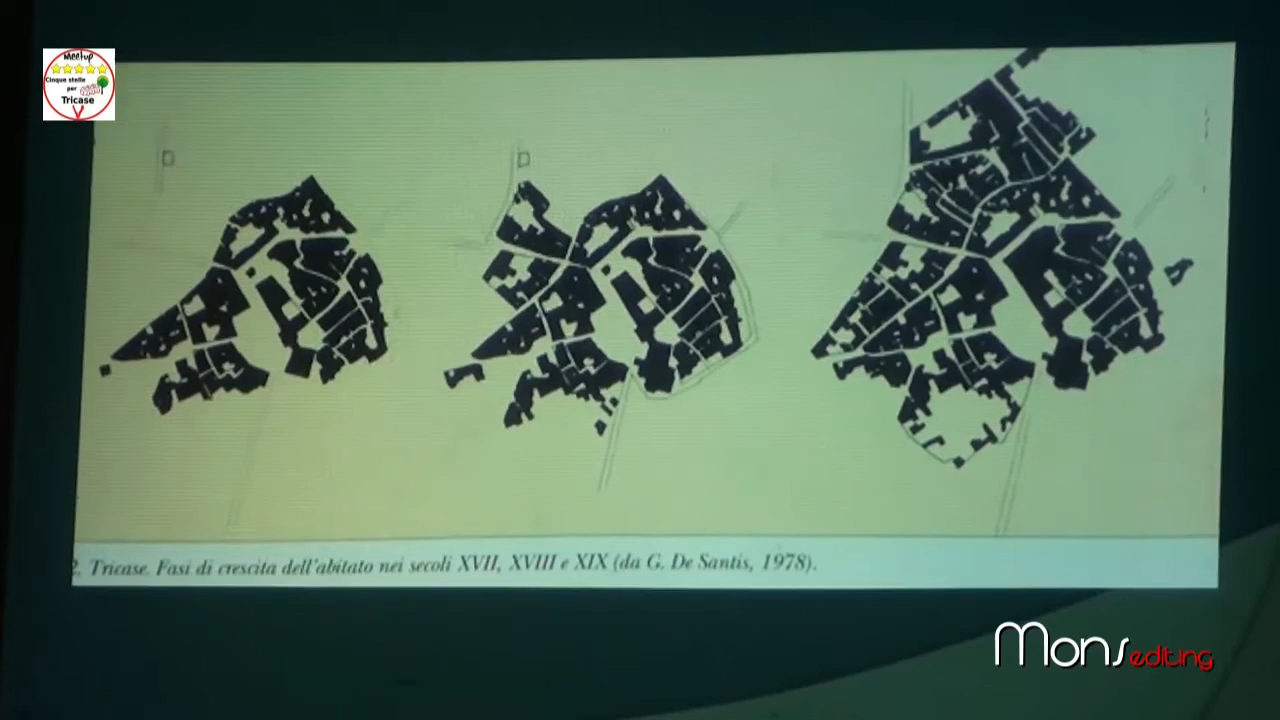 Meetup
Cinque stelle
per
Tricase
2. Tricase. Fasi di crescita dell'abitato nei secoli XVII, XVIII e XIX (da G. De Santis, 1978).
Mons editing